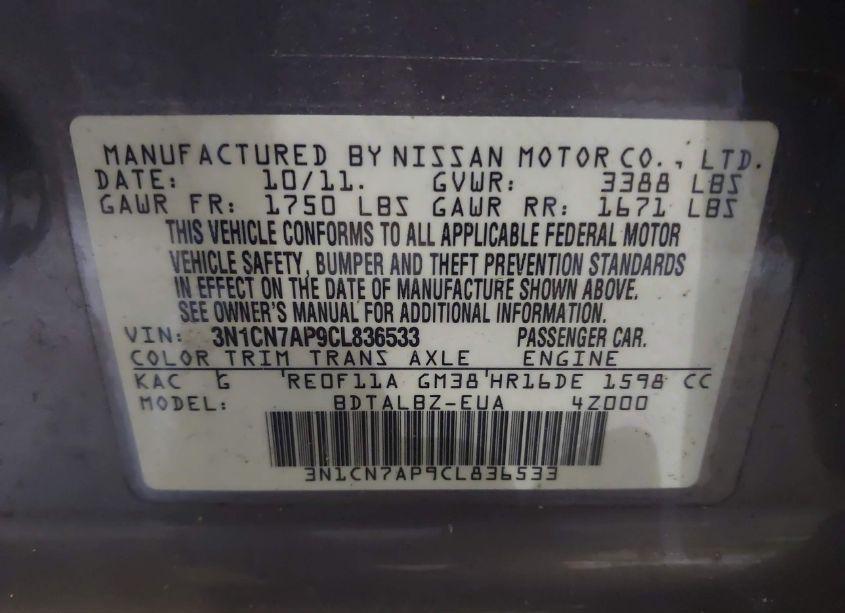 MANUFACTURED BY NISSAN MOTOR CO., LTD.
DATE: 10/11. GVWR: 3388 LBS
GAWR FR: 1750 LBS GAWR RR: 1671 LBS
THIS VEHICLE CONFORMS TO ALL APPLICABLE FEDERAL MOTOR
VEHICLE SAFETY, BUMPER AND THEFT PREVENTION STANDARDS
IN EFFECT ON THE DATE OF MANUFACTURE SHOWN ABOVE.
SEE OWNER'S MANUAL FOR ADDITIONAL INFORMATION.
VIN: 3N1CN7AP9CL836533 PASSENGER CAR.
COLOR TRIM TRANS AXLE ENGINE
KAC G RE0F11A GM38 HR16DE 1598 CC
MODEL: BDTALBZ-EUA 4Z000
3N1CN7AP9CL836533